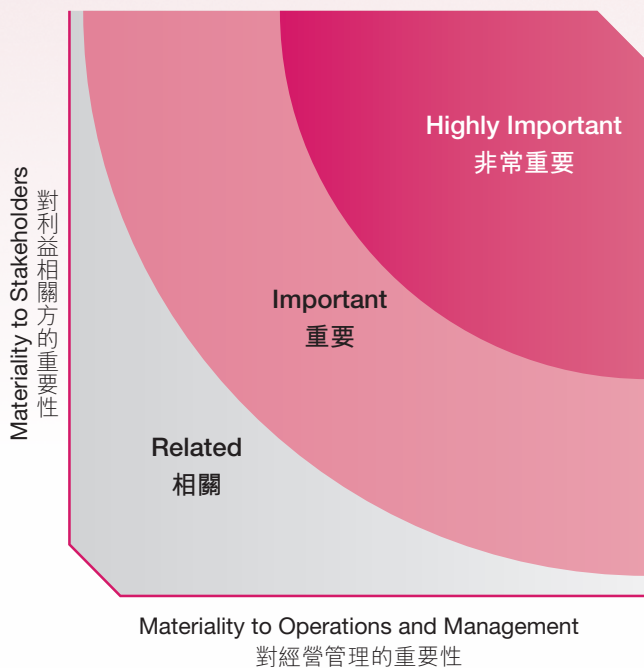 Highly Important
非常重要
Important
重要
Related
相關
Materiality to Stakeholders
對利益相關方的重要性
Materiality to Operations and Management
對經營管理的重要性